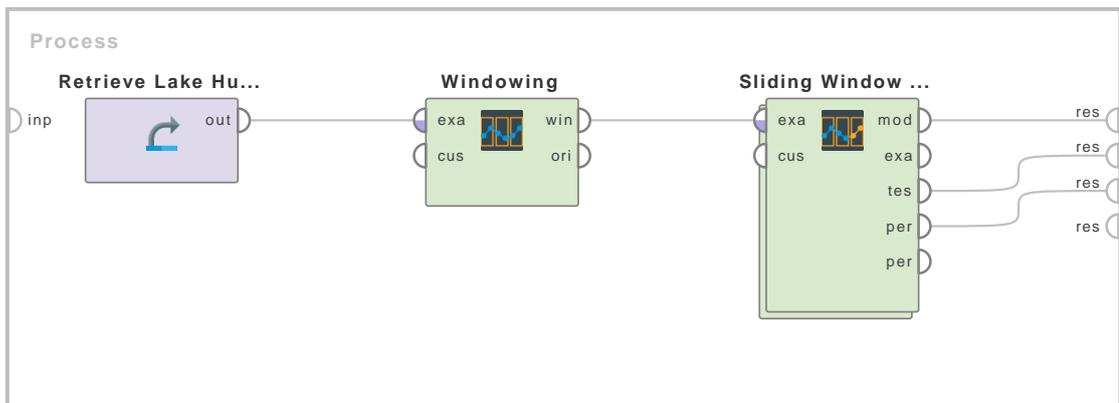 Process
Retrieve Lake Hu...
Windowing
Sliding Window ...
inp
out
exa
win
cus
ori
exa
mod
cus
exa
tes
per
per
res
res
res
res